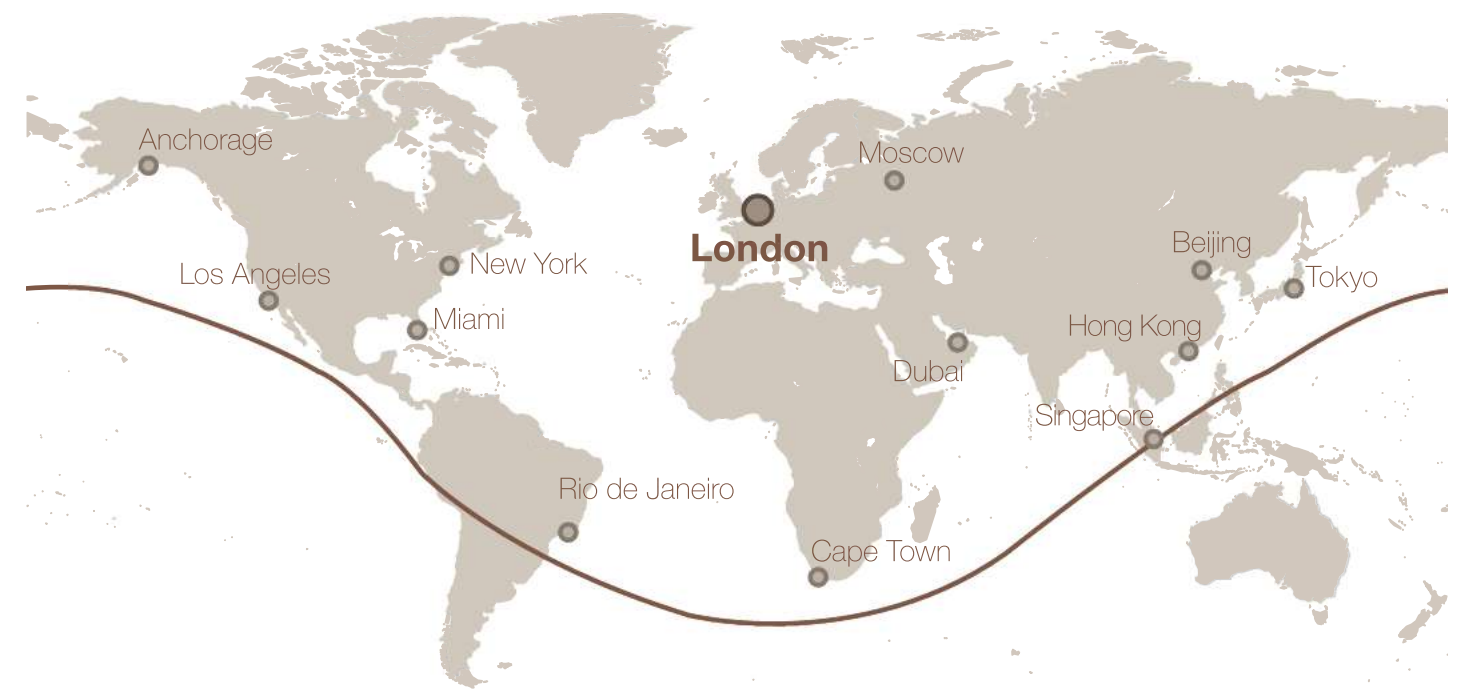 Anchorage
Moscow
London
Beijing
New York
Los Angeles
Tokyo
Miami
Hong Kong
Dubai
Singapore
Rio de Janeiro
Cape Town